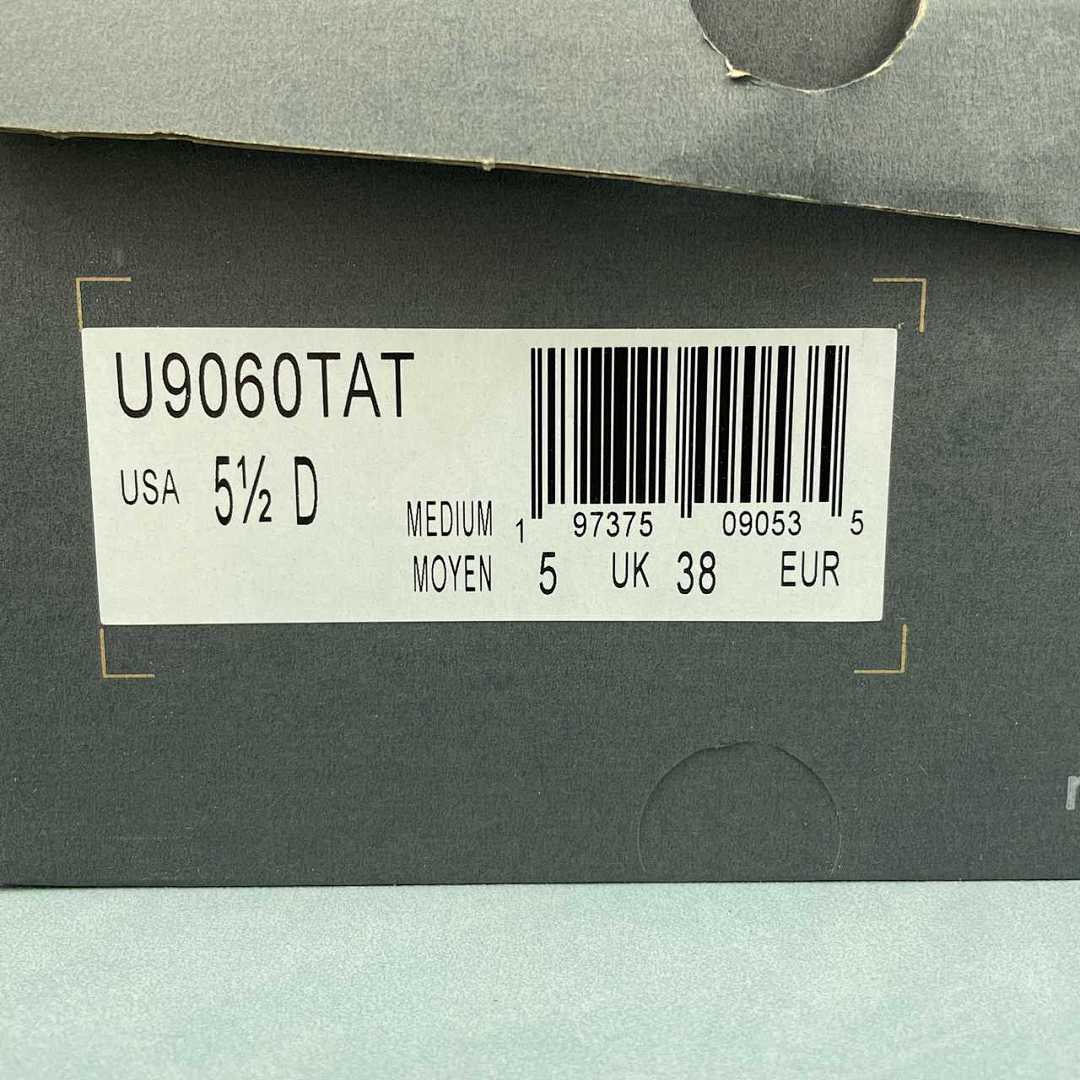 U9060TAT
USA 5½ D
MEDIUM
MOYEN
1 97375 09053 5
5 UK 38 EUR